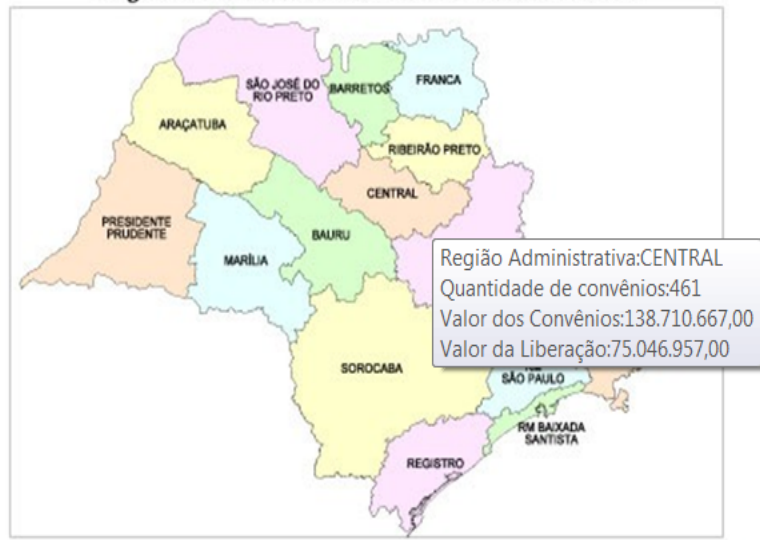 SÃO JOSÉ DO
RIO PRETO
BARRETOS
FRANCA
ARAÇATUBA
RIBEIRÃO PRETO
CENTRAL
PRESIDENTE
PRUDENTE
BAURU
MARÍLIA
Região Administrativa:CENTRAL
Quantidade de convênios:461
Valor dos Convênios:138.710.667,00
Valor da Liberação:75.046.957,00
SOROCABA
SÃO PAULO
RM BAIXADA
SANTISTA
REGISTRO